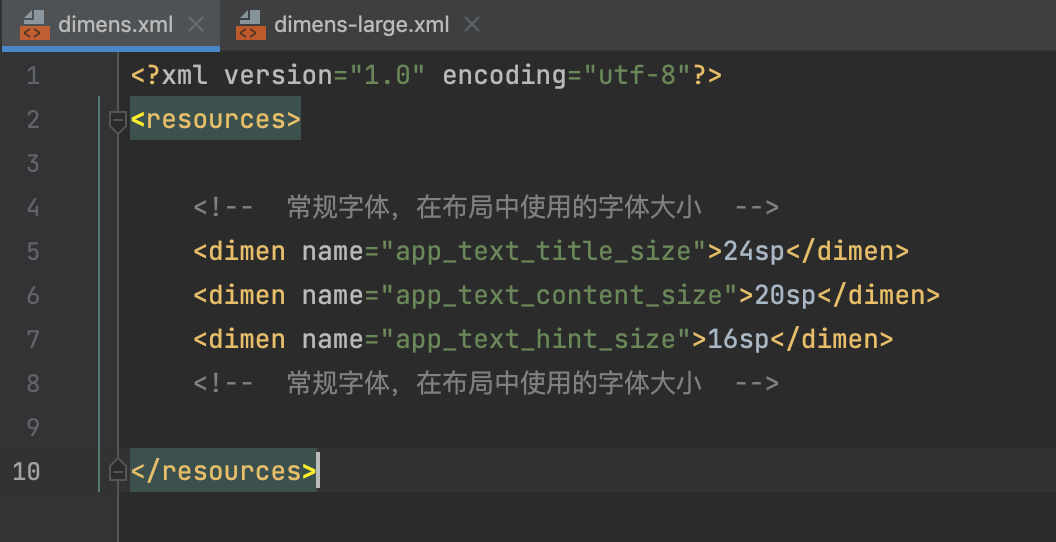 dimens.xml dimens-large.xml
1 <?xml version="1.0" encoding="utf-8"?>
2 <resources>
3
4 <!--  常规字体，在布局中使用的字体大小  -->
5 <dimen name="app_text_title_size">24sp</dimen>
6 <dimen name="app_text_content_size">20sp</dimen>
7 <dimen name="app_text_hint_size">16sp</dimen>
8 <!--  常规字体，在布局中使用的字体大小  -->
9
10 </resources>